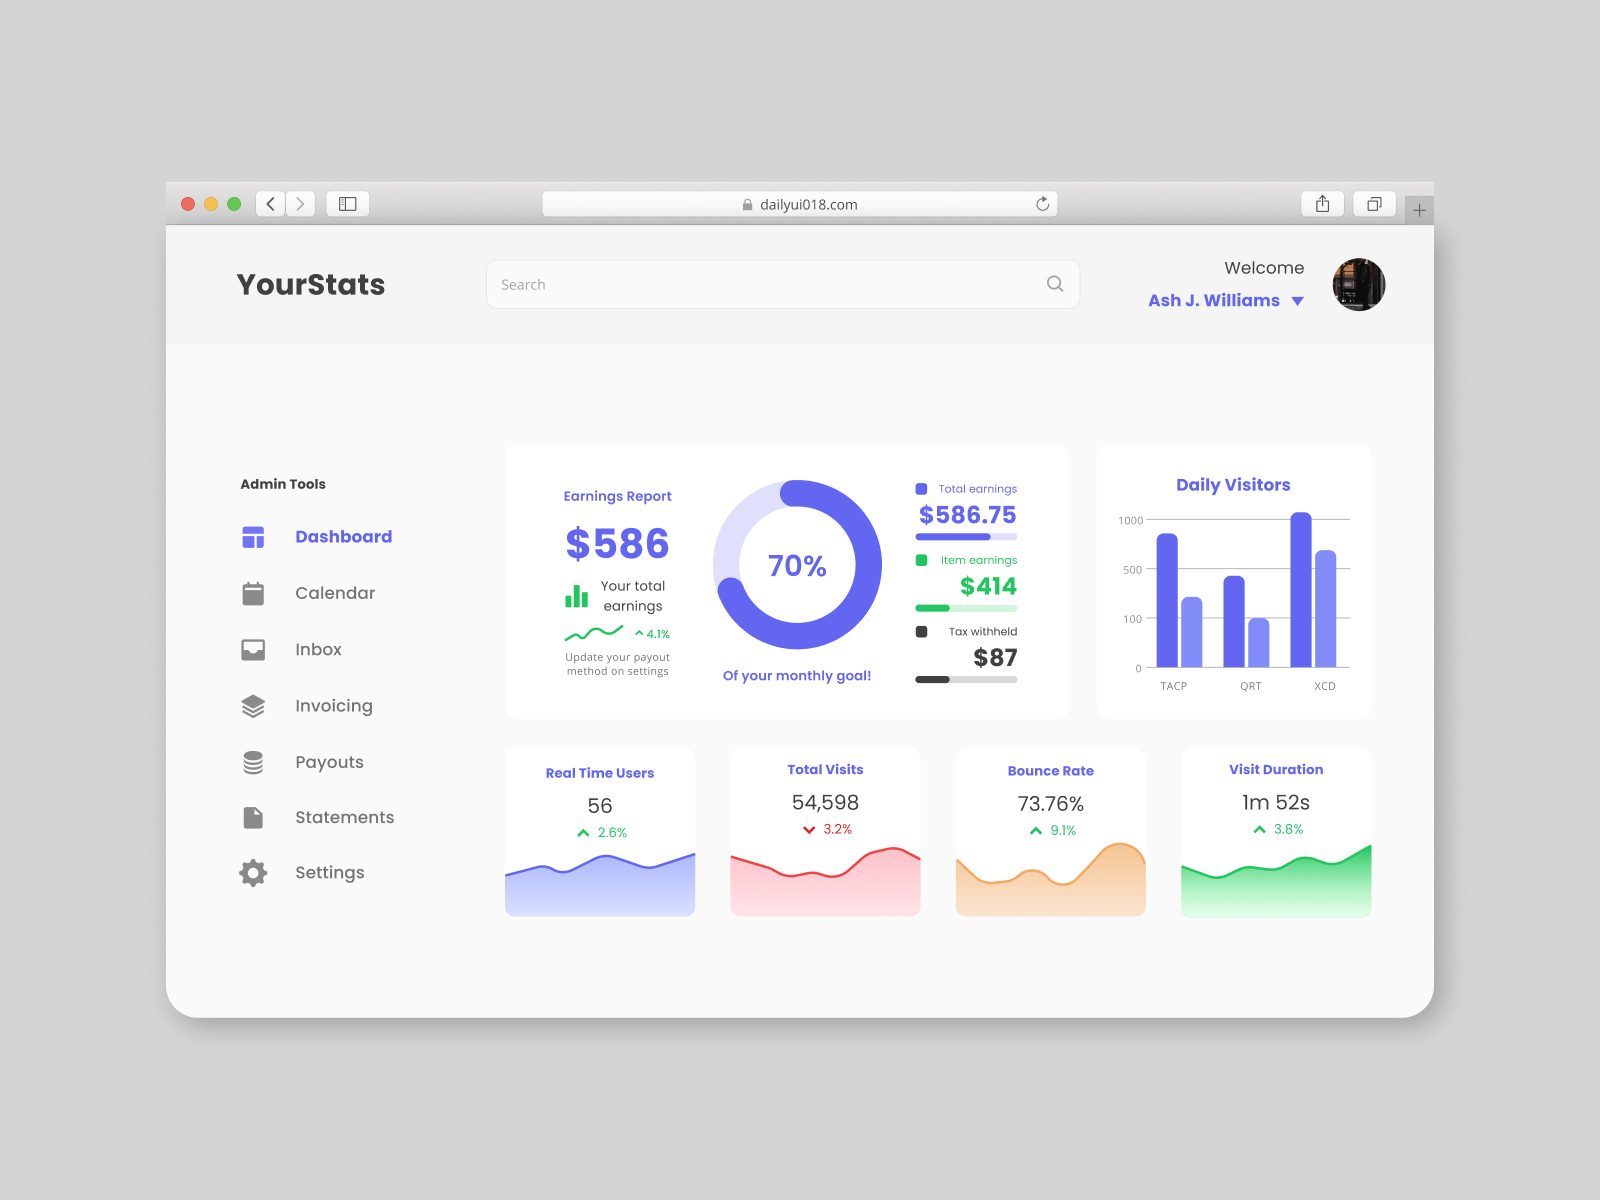 dailyui018.com
YourStats
Search
Welcome
Ash J. Williams
Admin Tools
Dashboard
Calendar
Inbox
Invoicing
Payouts
Statements
Settings
Earnings Report
$586
Your total
earnings
4.1%
Update your payout
method on settings
70%
Of your monthly goal!
Total earnings
$586.75
Item earnings
$414
Tax withheld
$87
Daily Visitors
1000
500
100
0
TACP QRT XCD
Real Time Users
56
2.6%
Total Visits
54,598
3.2%
Bounce Rate
73.76%
9.1%
Visit Duration
1m 52s
3.8%